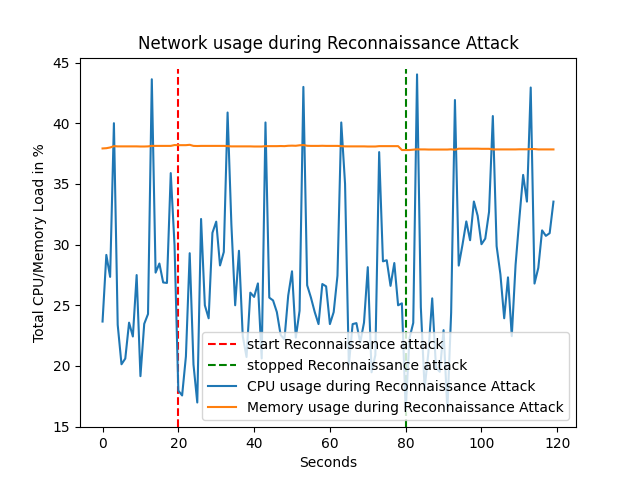 Network usage during Reconnaissance Attack
Total CPU/Memory Load in %
45
40
35
30
25
20
15
start Reconnaissance attack
stopped Reconnaissance attack
CPU usage during Reconnaissance Attack
Memory usage during Reconnaissance Attack
0 20 40 60 80 100 120
Seconds